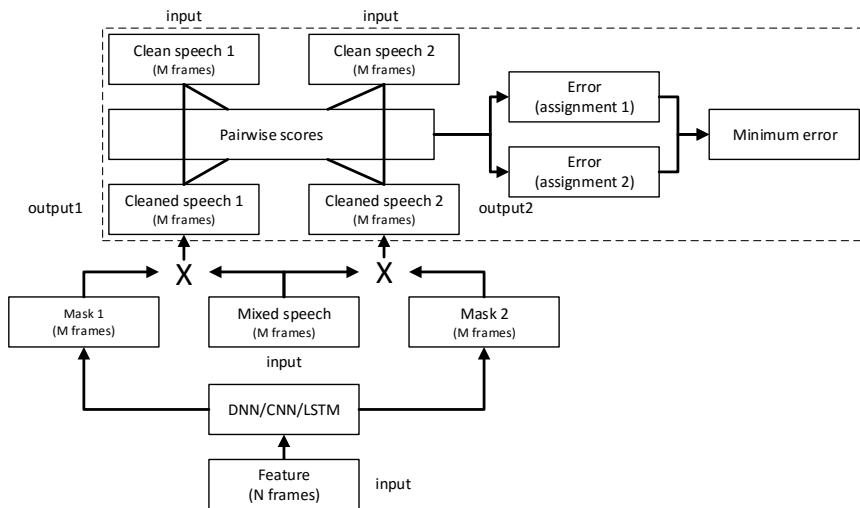 input
input
Clean speech 1
(M frames)
Clean speech 2
(M frames)
Error
(assignment 1)
Pairwise scores
Minimum error
Error
(assignment 2)
Cleaned speech 1
(M frames)
Cleaned speech 2
(M frames)
output1
output2
X
X
Mask 1
(M frames)
Mixed speech
(M frames)
Mask 2
(M frames)
input
DNN/CNN/LSTM
Feature
(N frames)
input